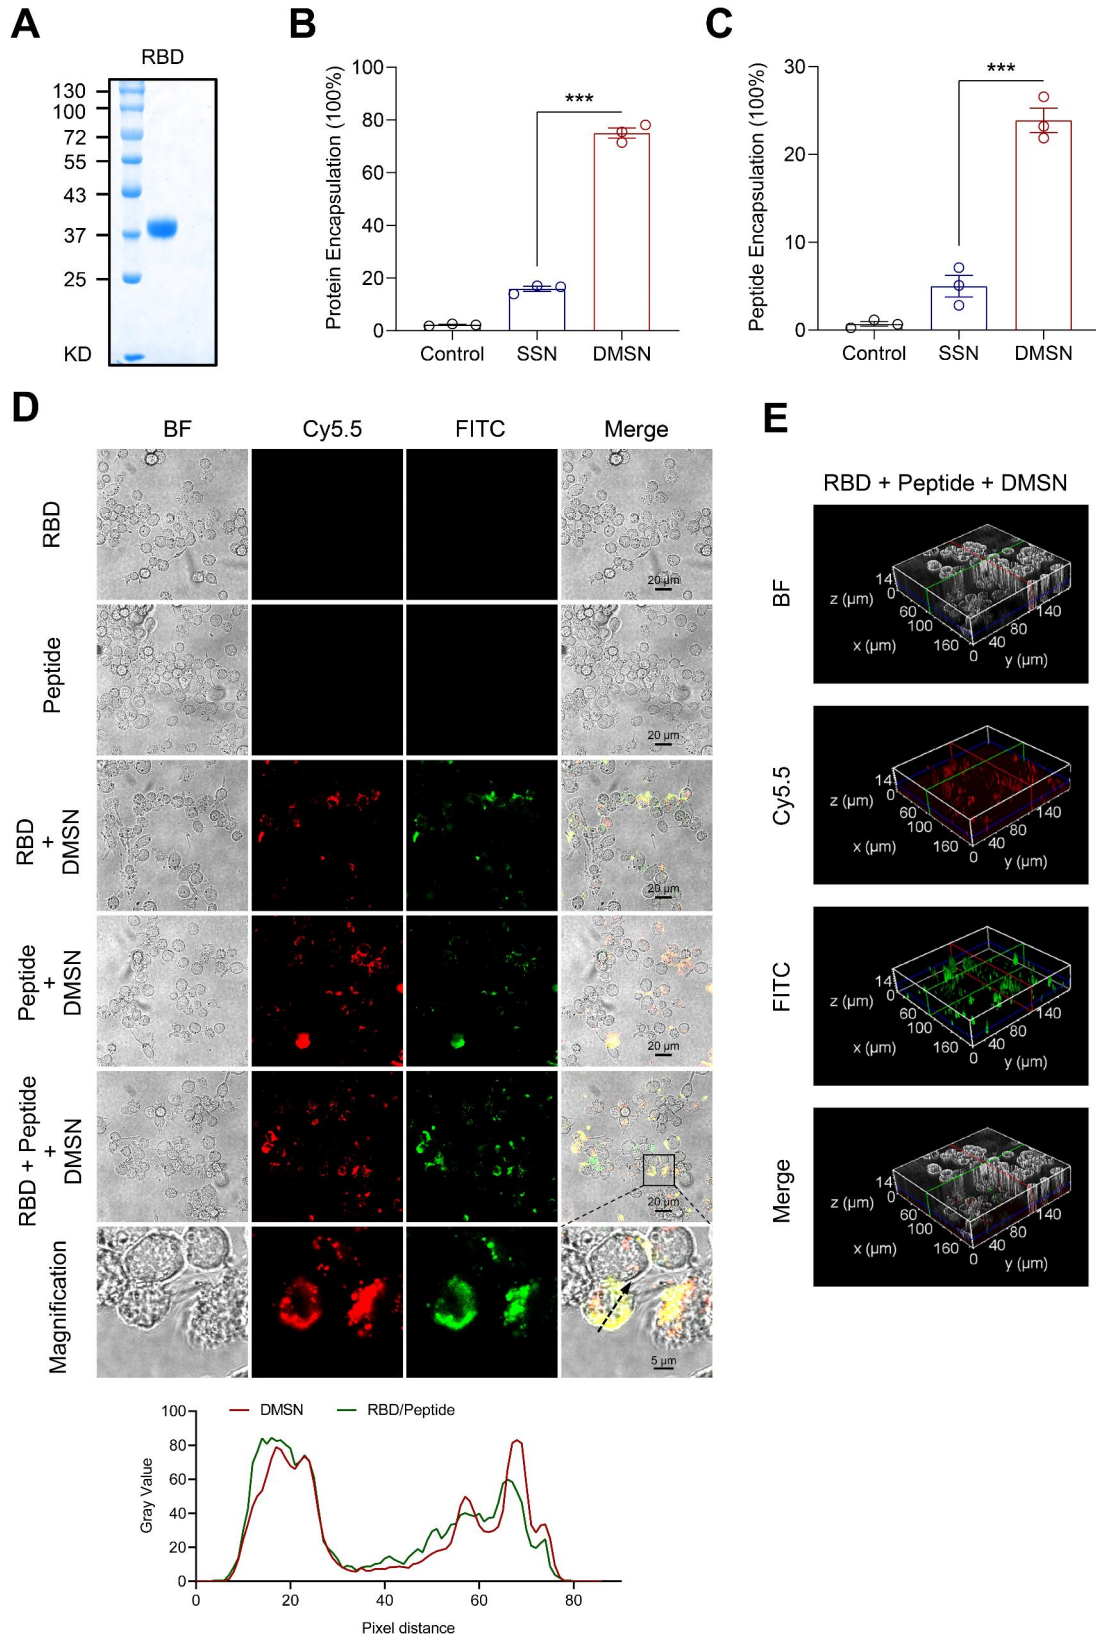 A
RBD
130
100
72
55
43
37
25
KD
B
Protein Encapsulation (100%)
100
80
60
40
20
0
***
Control SSN DMSN
C
Peptide Encapsulation (100%)
30
20
10
0
***
Control SSN DMSN
D
BF Cy5.5 FITC Merge
RBD
20 µm
Peptide
20 µm
RBD
+
DMSN
20 µm
Peptide
+
DMSN
20 µm
RBD + Peptide
+
DMSN
20 µm
Magnification
5 µm
DMSN RBD/Peptide
Gray Value
100
80
60
40
20
0
0 20 40 60 80
Pixel distance
E
RBD + Peptide + DMSN
BF
14
0
z (µm)
60
100
160
x (µm)
0
40
80
140
y (µm)
Cy5.5
14
0
z (µm)
60
100
160
x (µm)
0
40
80
140
y (µm)
FITC
14
0
z (µm)
60
100
160
x (µm)
0
40
80
140
y (µm)
Merge
14
0
z (µm)
60
100
160
x (µm)
0
40
80
140
y (µm)